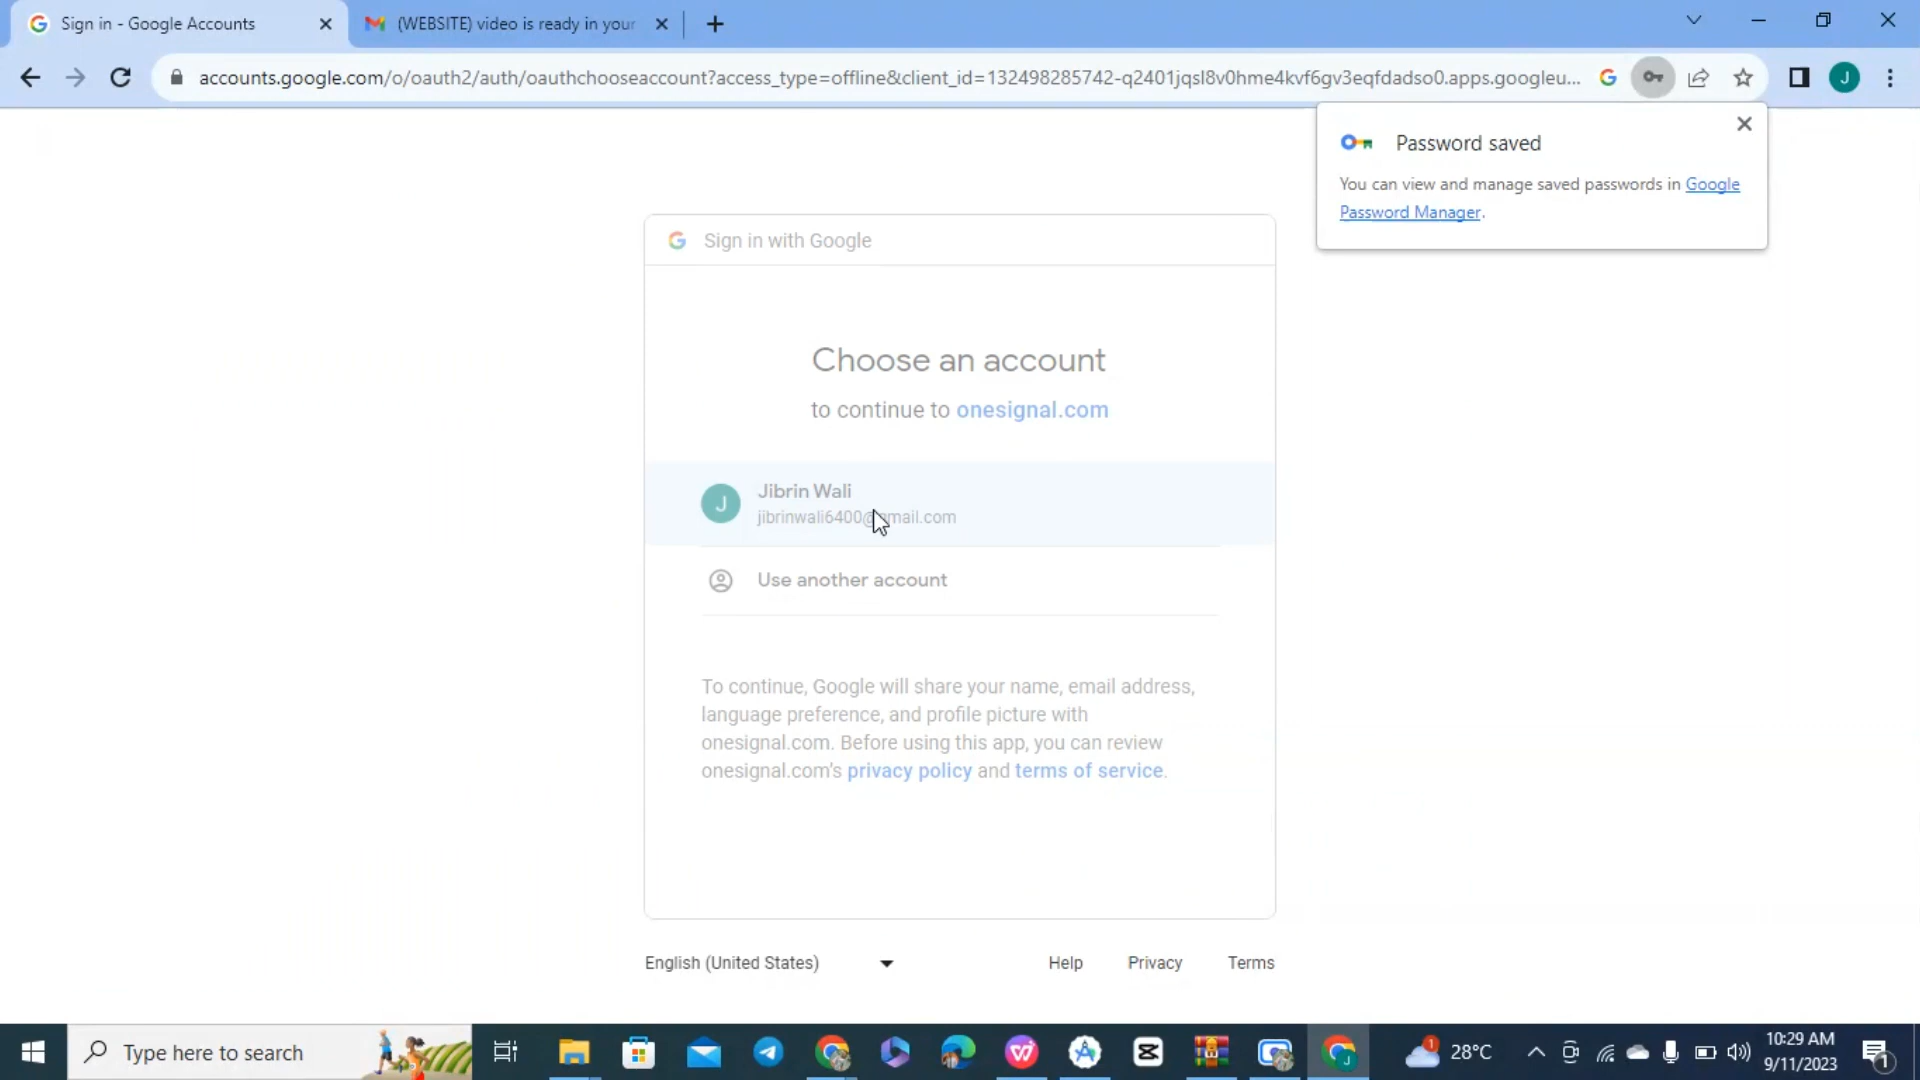 Sign in - Google Accounts
(WEBSITE) video is ready in your
accounts.google.com/o/oauth2/auth/oauthchooseaccount?access_type=offline&client_id=132498285742-q2401jqsl8v0hme4kvf6gv3eqfdadso0.apps.googleu...
J
Password saved
You can view and manage saved passwords in Google
Password Manager.
Sign in with Google
Choose an account
to continue to onesignal.com
J
Jibrin Wali
jibrinwali6400@gmail.com
Use another account
To continue, Google will share your name, email address,
language preference, and profile picture with
onesignal.com. Before using this app, you can review
onesignal.com's privacy policy and terms of service.
English (United States)
Help
Privacy
Terms
Type here to search
1
28°C
10:29 AM
9/11/2023
1